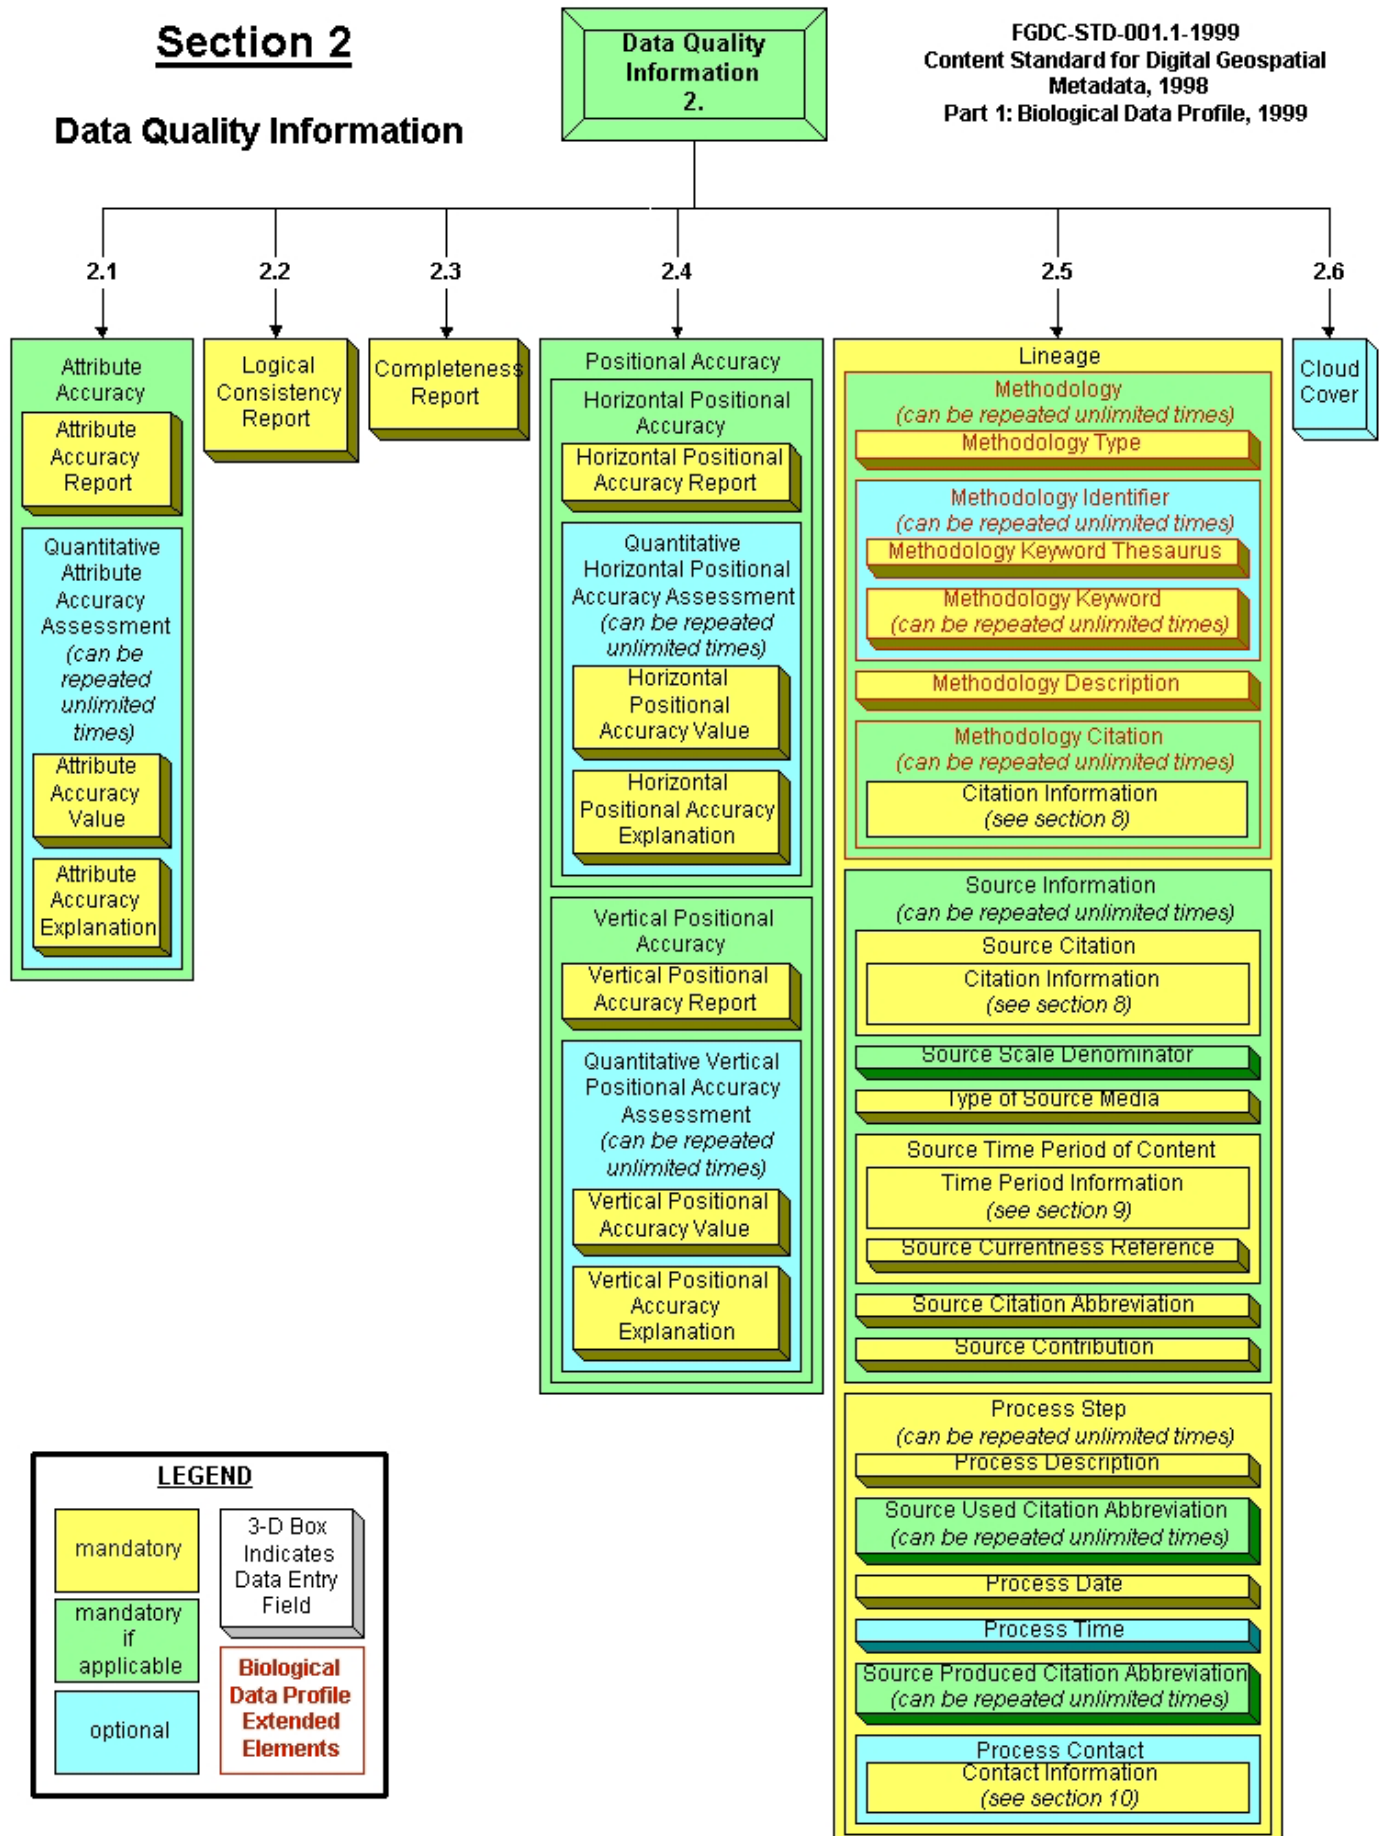 Section 2
Data Quality Information
Data Quality
Information
2.
FGDC-STD-001.1-1999
Content Standard for Digital Geospatial
Metadata, 1998
Part 1: Biological Data Profile, 1999
2.1
2.2
2.3
2.4
2.5
2.6
Attribute
Accuracy
Attribute
Accuracy
Report
Quantitative
Attribute
Accuracy
Assessment
(can be
repeated
unlimited
times)
Attribute
Accuracy
Value
Attribute
Accuracy
Explanation
Logical
Consistency
Report
Completeness
Report
Positional Accuracy
Horizontal Positional
Accuracy
Horizontal Positional
Accuracy Report
Quantitative
Horizontal Positional
Accuracy Assessment
(can be repeated
unlimited times)
Horizontal
Positional
Accuracy Value
Horizontal
Positional Accuracy
Explanation
Vertical Positional
Accuracy
Vertical Positional
Accuracy Report
Quantitative Vertical
Positional Accuracy
Assessment
(can be repeated
unlimited times)
Vertical Positional
Accuracy Value
Vertical Positional
Accuracy
Explanation
Lineage
Methodology
(can be repeated unlimited times)
Methodology Type
Methodology Identifier
(can be repeated unlimited times)
Methodology Keyword Thesaurus
Methodology Keyword
(can be repeated unlimited times)
Methodology Description
Methodology Citation
(can be repeated unlimited times)
Citation Information
(see section 8)
Source Information
(can be repeated unlimited times)
Source Citation
Citation Information
(see section 8)
Source Scale Denominator
Type of Source Media
Source Time Period of Content
Time Period Information
(see section 9)
Source Currentness Reference
Source Citation Abbreviation
Source Contribution
Process Step
(can be repeated unlimited times)
Process Description
Source Used Citation Abbreviation
(can be repeated unlimited times)
Process Date
Process Time
Source Produced Citation Abbreviation
(can be repeated unlimited times)
Process Contact
Contact Information
(see section 10)
Cloud
Cover
LEGEND
mandatory
mandatory
if
applicable
optional
3-D Box
Indicates
Data Entry
Field
Biological
Data Profile
Extended
Elements